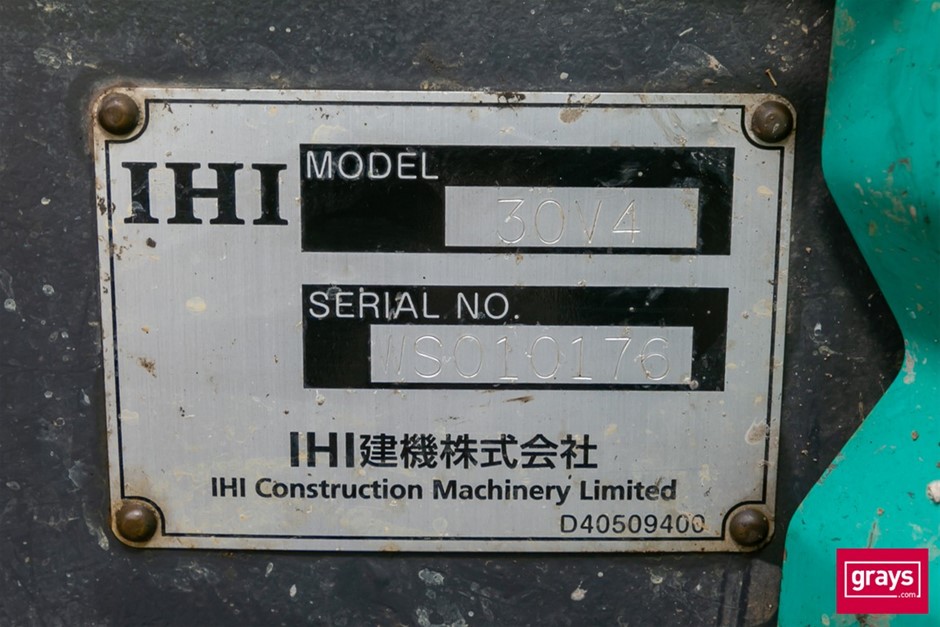 IHI
MODEL
30V4
SERIAL NO.
WS010176
IHI建機株式会社
IHI Construction Machinery Limited
D40509400
grays
.com